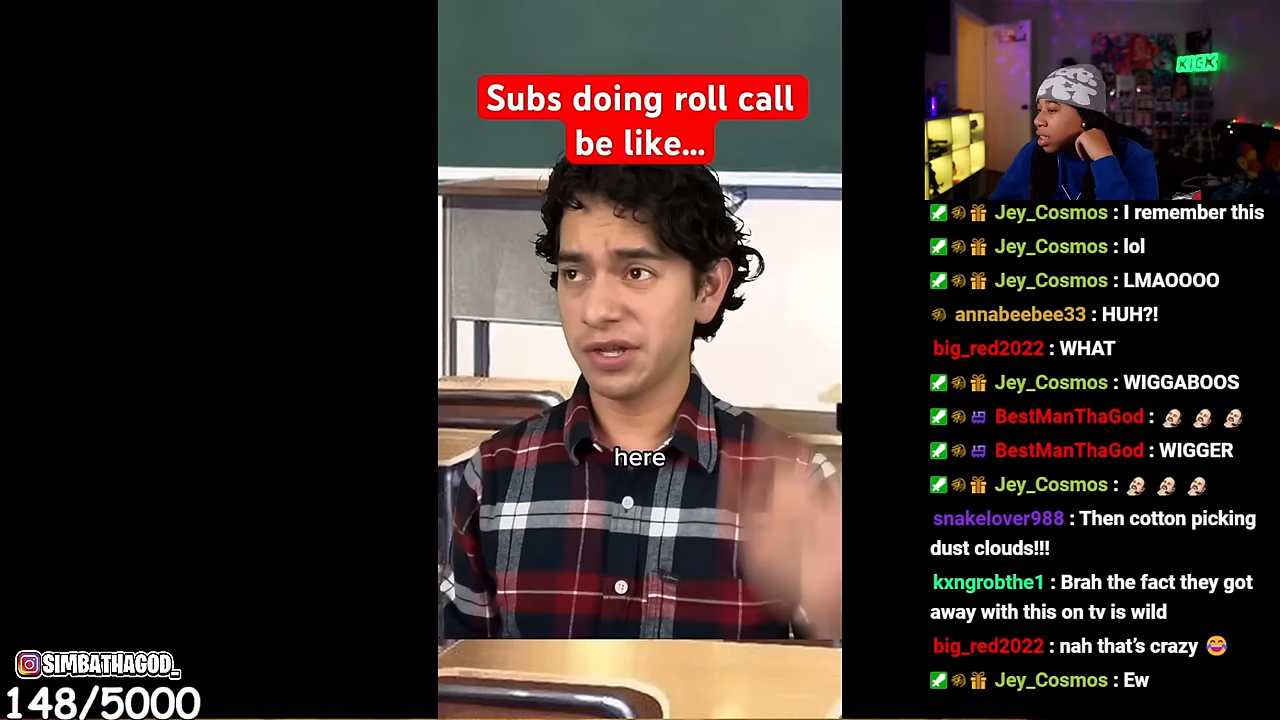 Subs doing roll call
be like...
here
KICK
Jey_Cosmos : I remember this
Jey_Cosmos : lol
Jey_Cosmos : LMAOOOO
annabeebee33 : HUH?!
big_red2022 : WHAT
Jey_Cosmos : WIGGABOOS
BestManThaGod :
BestManThaGod : WIGGER
Jey_Cosmos :
snakelover988 : Then cotton picking
dust clouds!!!
kxngrobthe1 : Brah the fact they got
away with this on tv is wild
big_red2022 : nah that’s crazy 😂
Jey_Cosmos : Ew
@SIMBATHAGOD_
148/5000